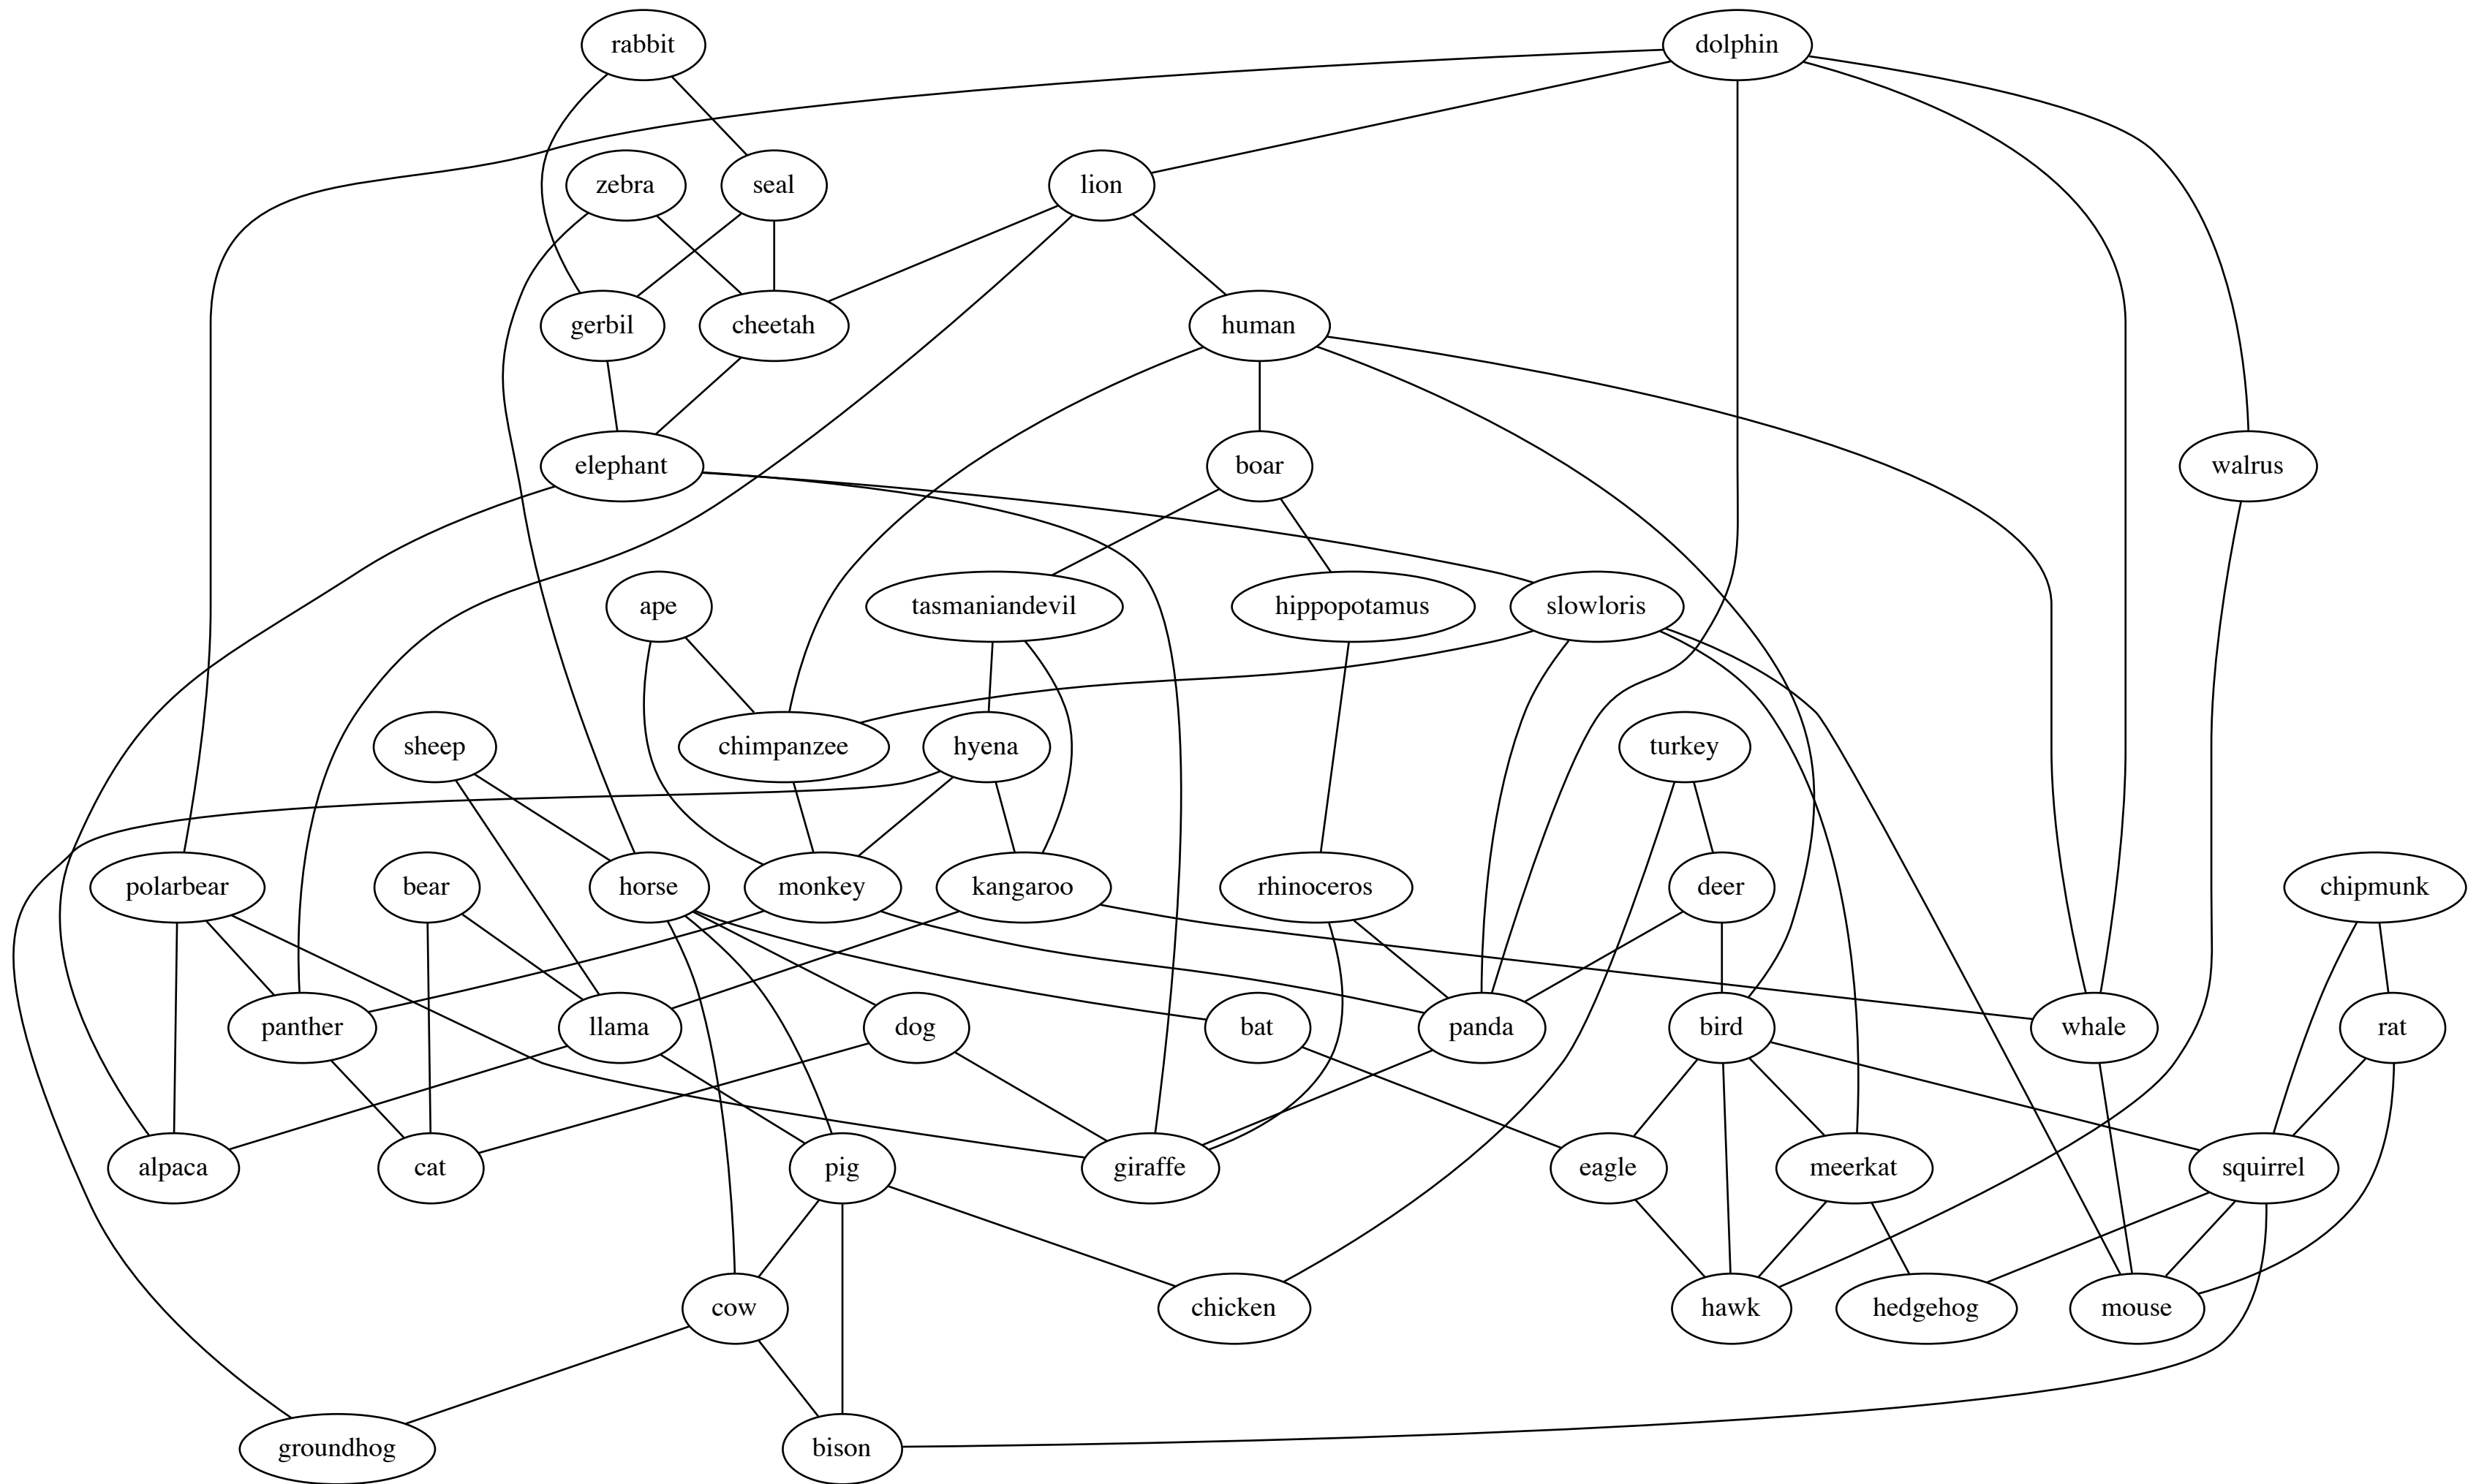 rabbit
dolphin
zebra
seal
lion
gerbil
cheetah
human
elephant
boar
walrus
ape
tasmaniandevil
hippopotamus
slowloris
sheep
chimpanzee
hyena
turkey
polarbear
bear
horse
monkey
kangaroo
rhinoceros
deer
chipmunk
panther
llama
dog
bat
panda
bird
whale
rat
alpaca
cat
pig
giraffe
eagle
meerkat
squirrel
cow
chicken
hawk
hedgehog
mouse
groundhog
bison